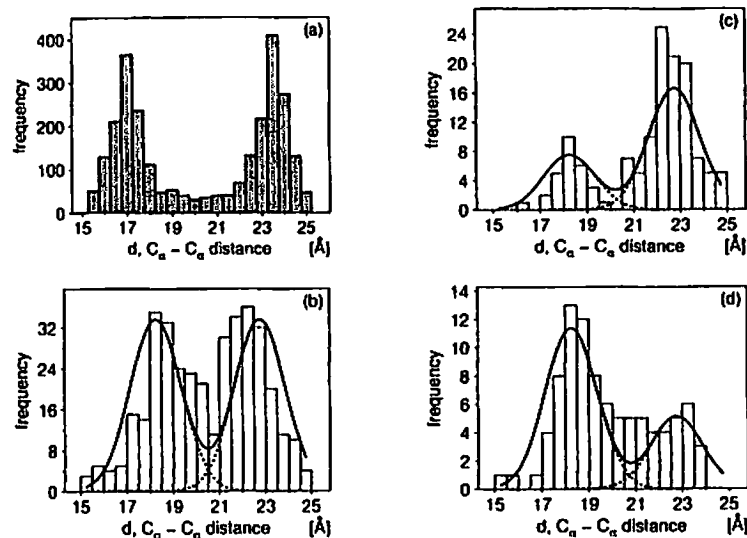 (a)
frequency
400
300
200
100
0
15 17 19 21 23 25
d, Cα – Cα distance [Å]
(c)
frequency
24
20
16
12
8
4
0
15 17 19 21 23 25
d, Cα – Cα distance [Å]
(b)
frequency
32
24
16
8
0
15 17 19 21 23 25
d, Cα – Cα distance [Å]
(d)
frequency
14
12
10
8
6
4
2
0
15 17 19 21 23 25
d, Cα – Cα distance [Å]